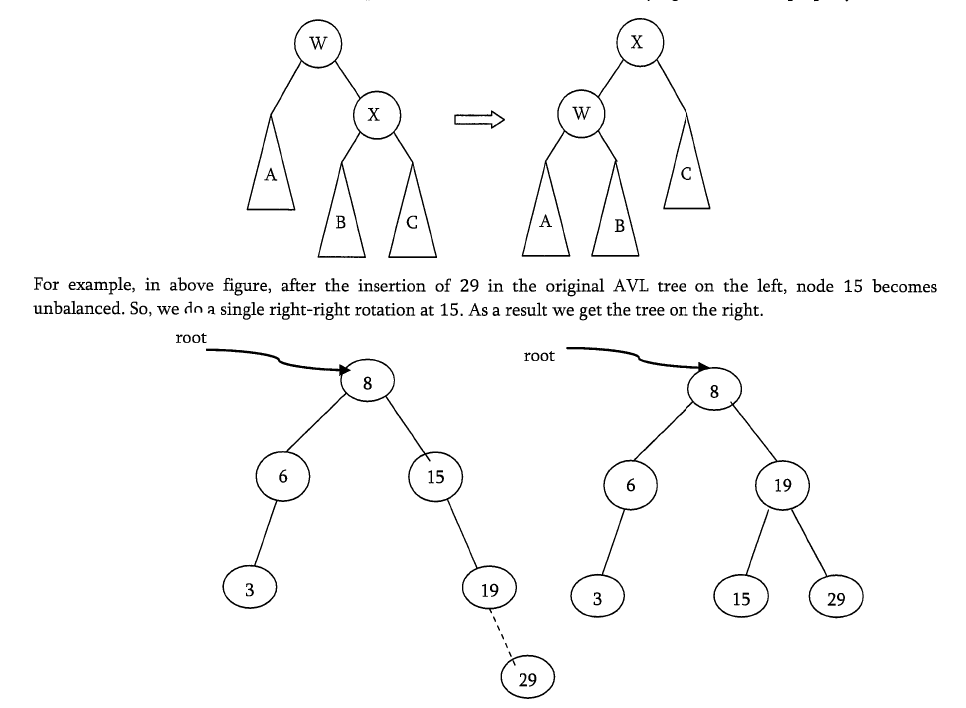 W
X
X
W
A
B
C
A
B
C
For example, in above figure, after the insertion of 29 in the original AVL tree on the left, node 15 becomes
unbalanced. So, we do a single right-right rotation at 15. As a result we get the tree on the right.
root
root
8
8
6
15
6
19
3
19
3
15
29
29